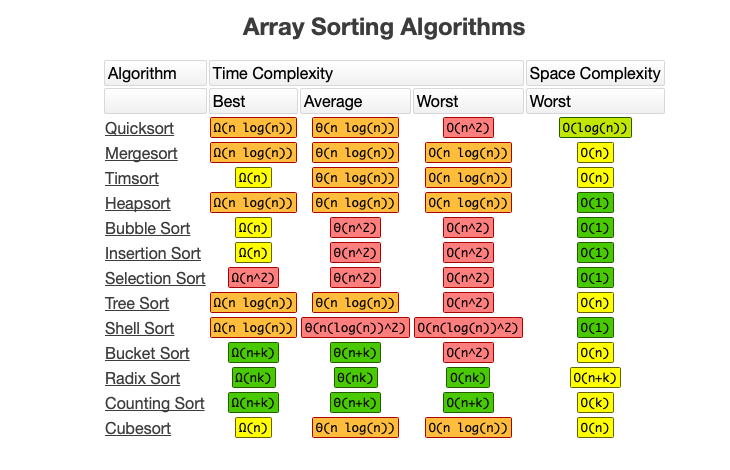 Array Sorting Algorithms
Algorithm Time Complexity Space Complexity
Best Average Worst Worst
Quicksort Ω(n log(n)) Θ(n log(n)) O(n^2) O(log(n))
Mergesort Ω(n log(n)) Θ(n log(n)) O(n log(n)) O(n)
Timsort Ω(n) Θ(n log(n)) O(n log(n)) O(n)
Heapsort Ω(n log(n)) Θ(n log(n)) O(n log(n)) O(1)
Bubble Sort Ω(n) Θ(n^2) O(n^2) O(1)
Insertion Sort Ω(n) Θ(n^2) O(n^2) O(1)
Selection Sort Ω(n^2) Θ(n^2) O(n^2) O(1)
Tree Sort Ω(n log(n)) Θ(n log(n)) O(n^2) O(n)
Shell Sort Ω(n log(n)) Θ(n(log(n))^2) O(n(log(n))^2) O(1)
Bucket Sort Ω(n+k) Θ(n+k) O(n^2) O(n)
Radix Sort Ω(nk) Θ(nk) O(nk) O(n+k)
Counting Sort Ω(n+k) Θ(n+k) O(n+k) O(k)
Cubesort Ω(n) Θ(n log(n)) O(n log(n)) O(n)